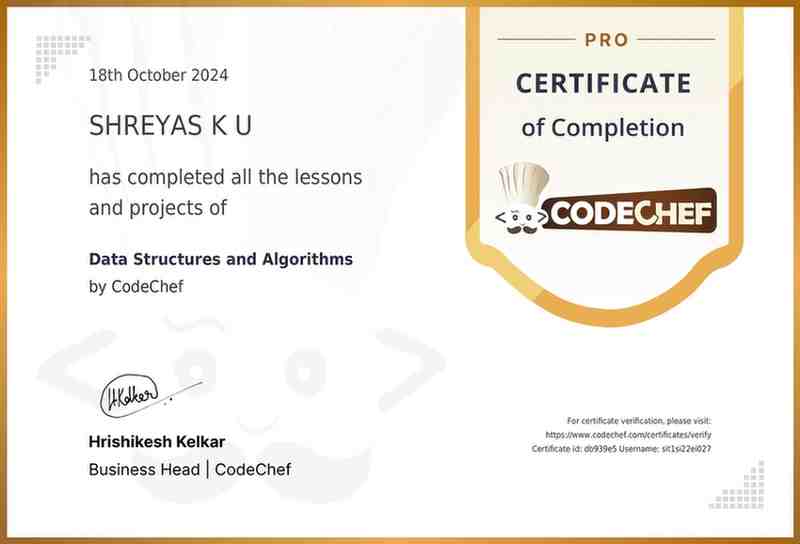 18th October 2024
SHREYAS K U
has completed all the lessons
and projects of
Data Structures and Algorithms
by CodeChef
H.Kelkar
Hrishikesh Kelkar
Business Head | CodeChef
PRO
CERTIFICATE
of Completion
CODECHEF
For certificate verification, please visit:
https://www.codechef.com/certificates/verify
Certificate id: db939e5 Username: sit1si22ei027